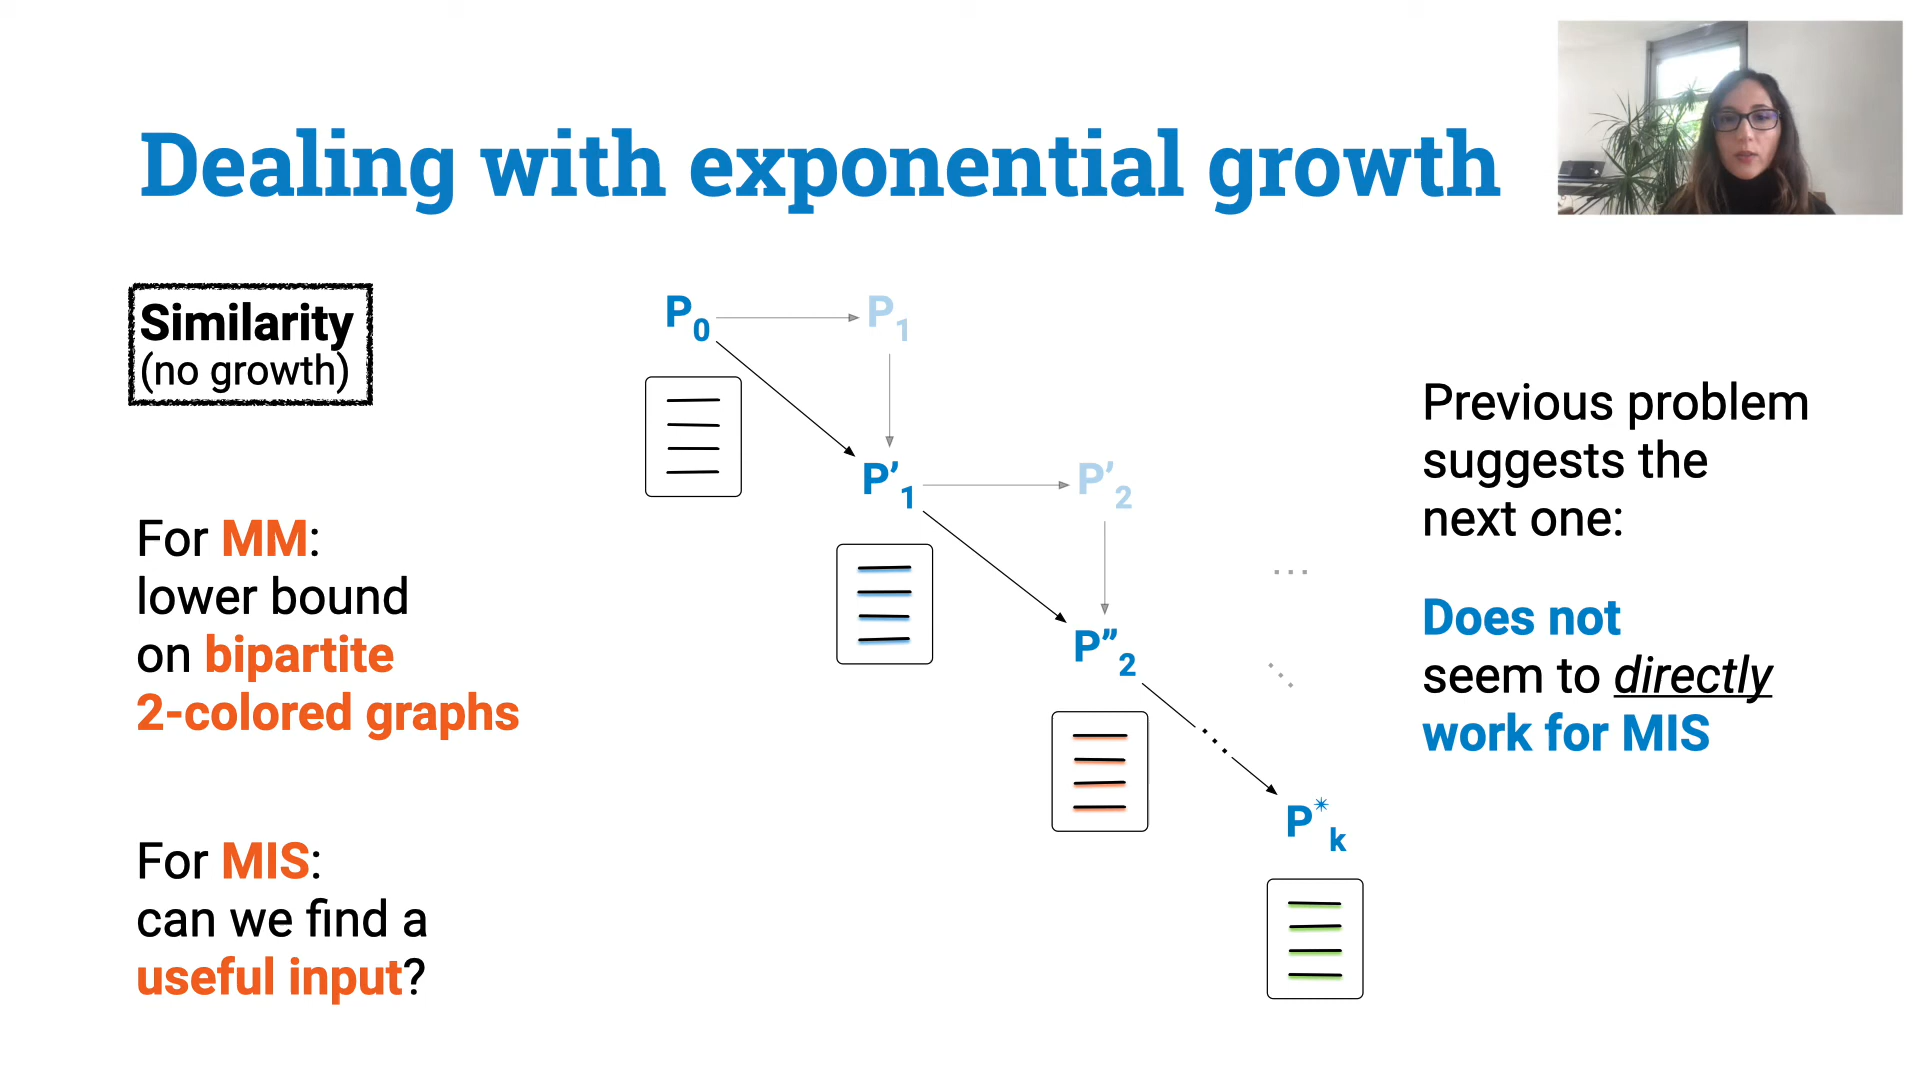 Dealing with exponential growth
Similarity
(no growth)
For MM:
lower bound
on bipartite
2-colored graphs
For MIS:
can we find a
useful input?
P0
P1
P’1
P’2
P”2
...
P*k
Previous problem
suggests the
next one:
Does not
seem to directly
work for MIS